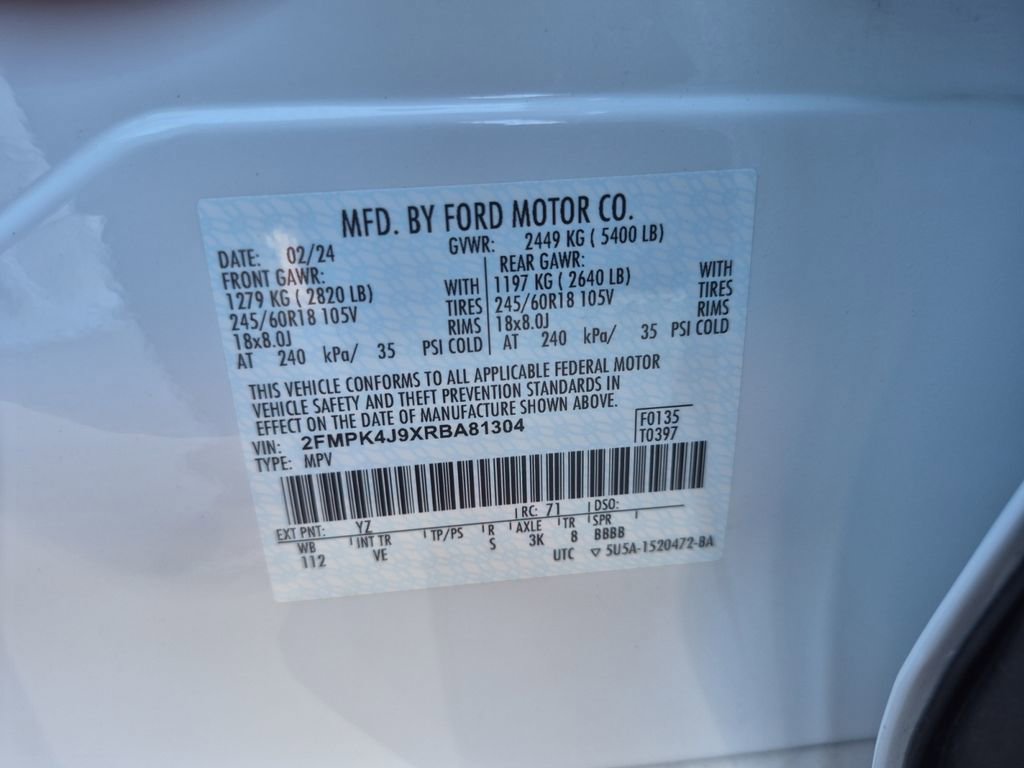 MFD. BY FORD MOTOR CO.
DATE: 02/24 GVWR: 2449 KG ( 5400 LB)
FRONT GAWR: REAR GAWR:
1279 KG ( 2820 LB) WITH 1197 KG ( 2640 LB) WITH
245/60R18 105V TIRES 245/60R18 105V TIRES
18x8.0J RIMS 18x8.0J RIMS
AT 240 kPa/ 35 PSI COLD AT 240 kPa/ 35 PSI COLD
THIS VEHICLE CONFORMS TO ALL APPLICABLE FEDERAL MOTOR
VEHICLE SAFETY AND THEFT PREVENTION STANDARDS IN
EFFECT ON THE DATE OF MANUFACTURE SHOWN ABOVE.
VIN: 2FMPK4J9XRBA81304 F0135
TYPE: MPV T0397
EXT PNT: YZ RC: 71 DSO:
WB INT TR TP/PS R AXLE TR SPR
112 VE S 3K 8 BBBB
UTC ▽ 5U5A-1520472-BA